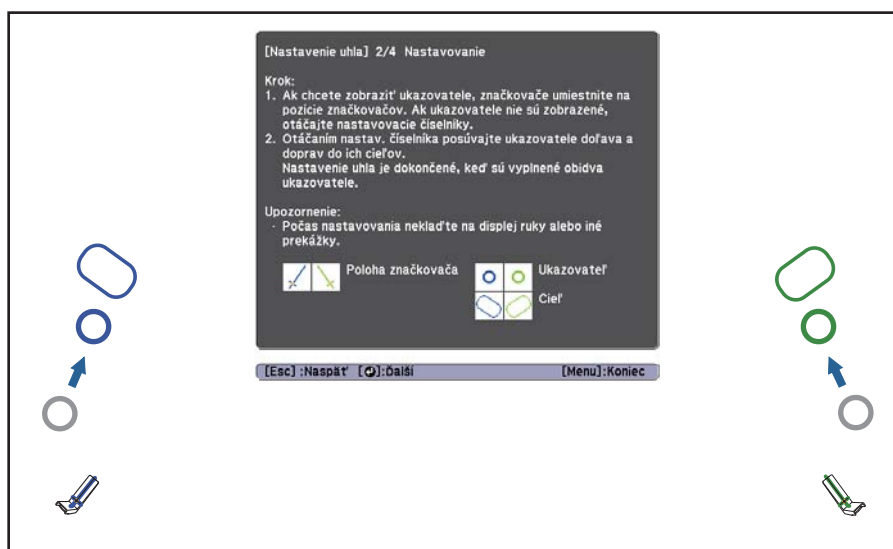 [Nastavenie uhla] 2/4 Nastavovanie
Krok:
1. Ak chcete zobraziť ukazovatele, značkovače umiestnite na
pozície značkovačov. Ak ukazovatele nie sú zobrazené,
otáčajte nastavovacie číselníky.
2. Otáčaním nastav. číselníka posúvajte ukazovatele doľava a
doprav do ich cieľov.
Nastavenie uhla je dokončené, keď sú vyplnené obidva
ukazovatele.
Upozornenie:
· Počas nastavovania neklaďte na displej ruky alebo iné
prekážky.
Poloha značkovača
Ukazovateľ
Cieľ
[Esc] :Naspäť [⏎]:Ďalší [Menu]:Koniec